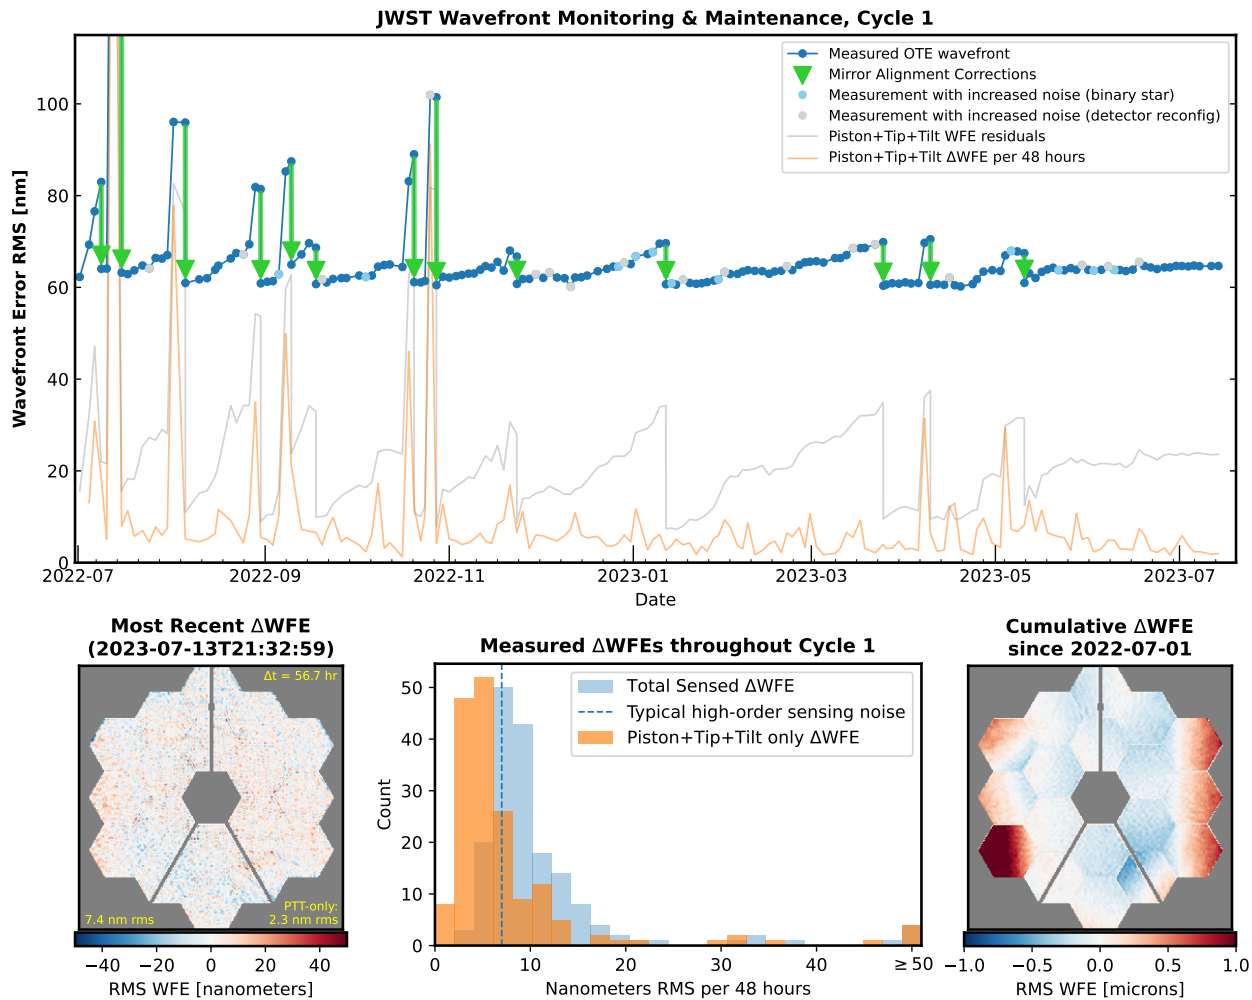 JWST Wavefront Monitoring & Maintenance, Cycle 1
Measured OTE wavefront
Mirror Alignment Corrections
Measurement with increased noise (binary star)
Measurement with increased noise (detector reconfig)
Piston+Tip+Tilt WFE residuals
Piston+Tip+Tilt ΔWFE per 48 hours
Wavefront Error RMS [nm]
100
80
60
40
20
0
2022-07 2022-09 2022-11 2023-01 2023-03 2023-05 2023-07
Date
Most Recent ΔWFE
(2023-07-13T21:32:59)
Δt = 56.7 hr
7.4 nm rms
PTT-only:
2.3 nm rms
−40 −20 0 20 40
RMS WFE [nanometers]
Measured ΔWFEs throughout Cycle 1
Total Sensed ΔWFE
Typical high-order sensing noise
Piston+Tip+Tilt only ΔWFE
Count
50
40
30
20
10
0
0 10 20 30 40 ≥50
Nanometers RMS per 48 hours
Cumulative ΔWFE
since 2022-07-01
−1.0 −0.5 0.0 0.5 1.0
RMS WFE [microns]